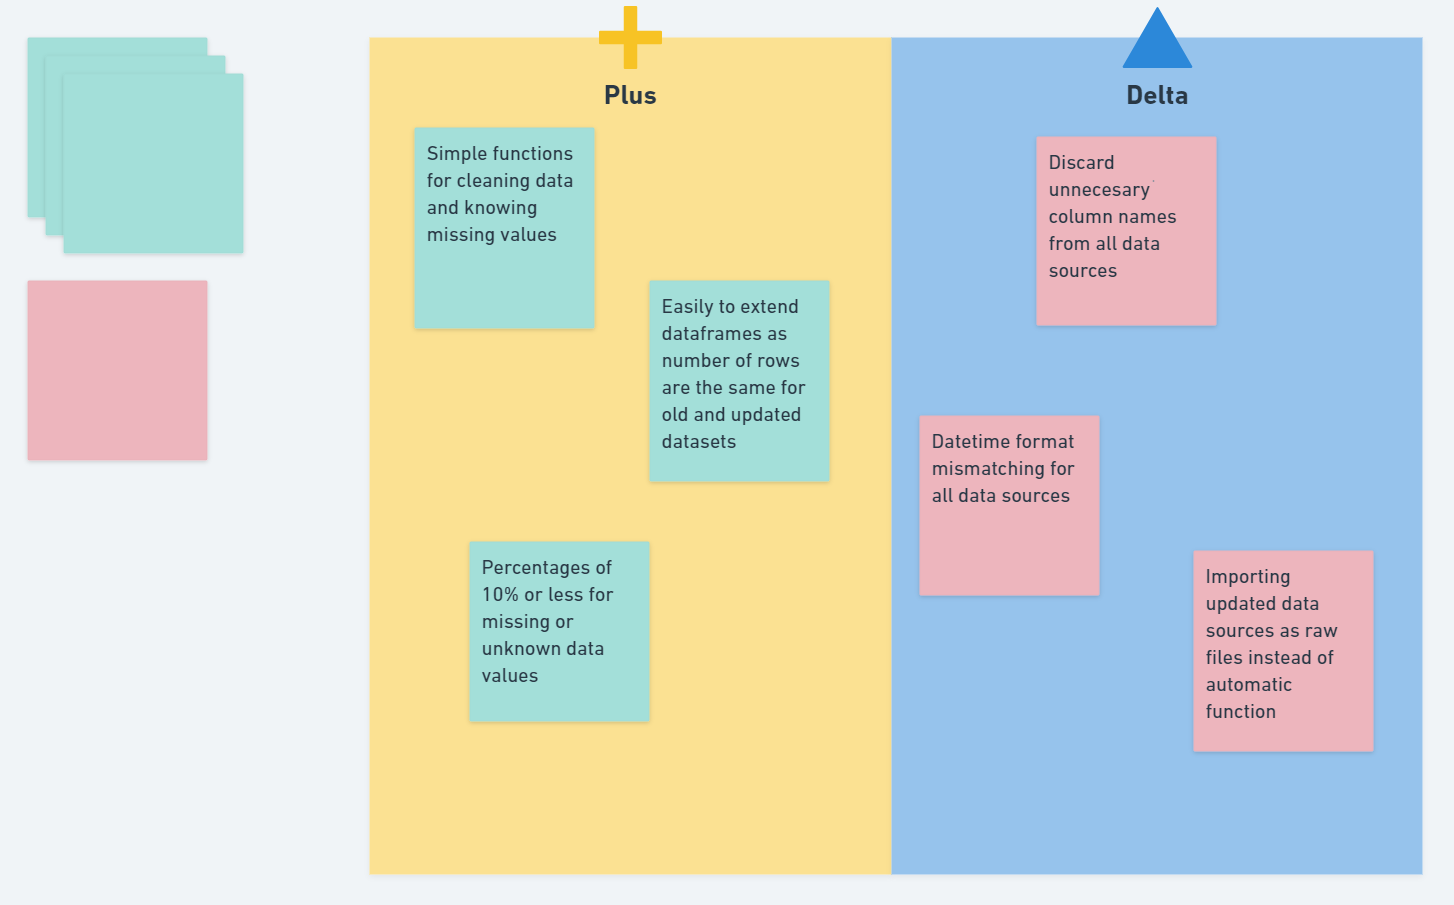 Plus
Simple functions
for cleaning data
and knowing
missing values
Easily to extend
dataframes as
number of rows
are the same for
old and updated
datasets
Percentages of
10% or less for
missing or
unknown data
values
Delta
Discard
unnecesary
column names
from all data
sources
Datetime format
mismatching for
all data sources
Importing
updated data
sources as raw
files instead of
automatic
function